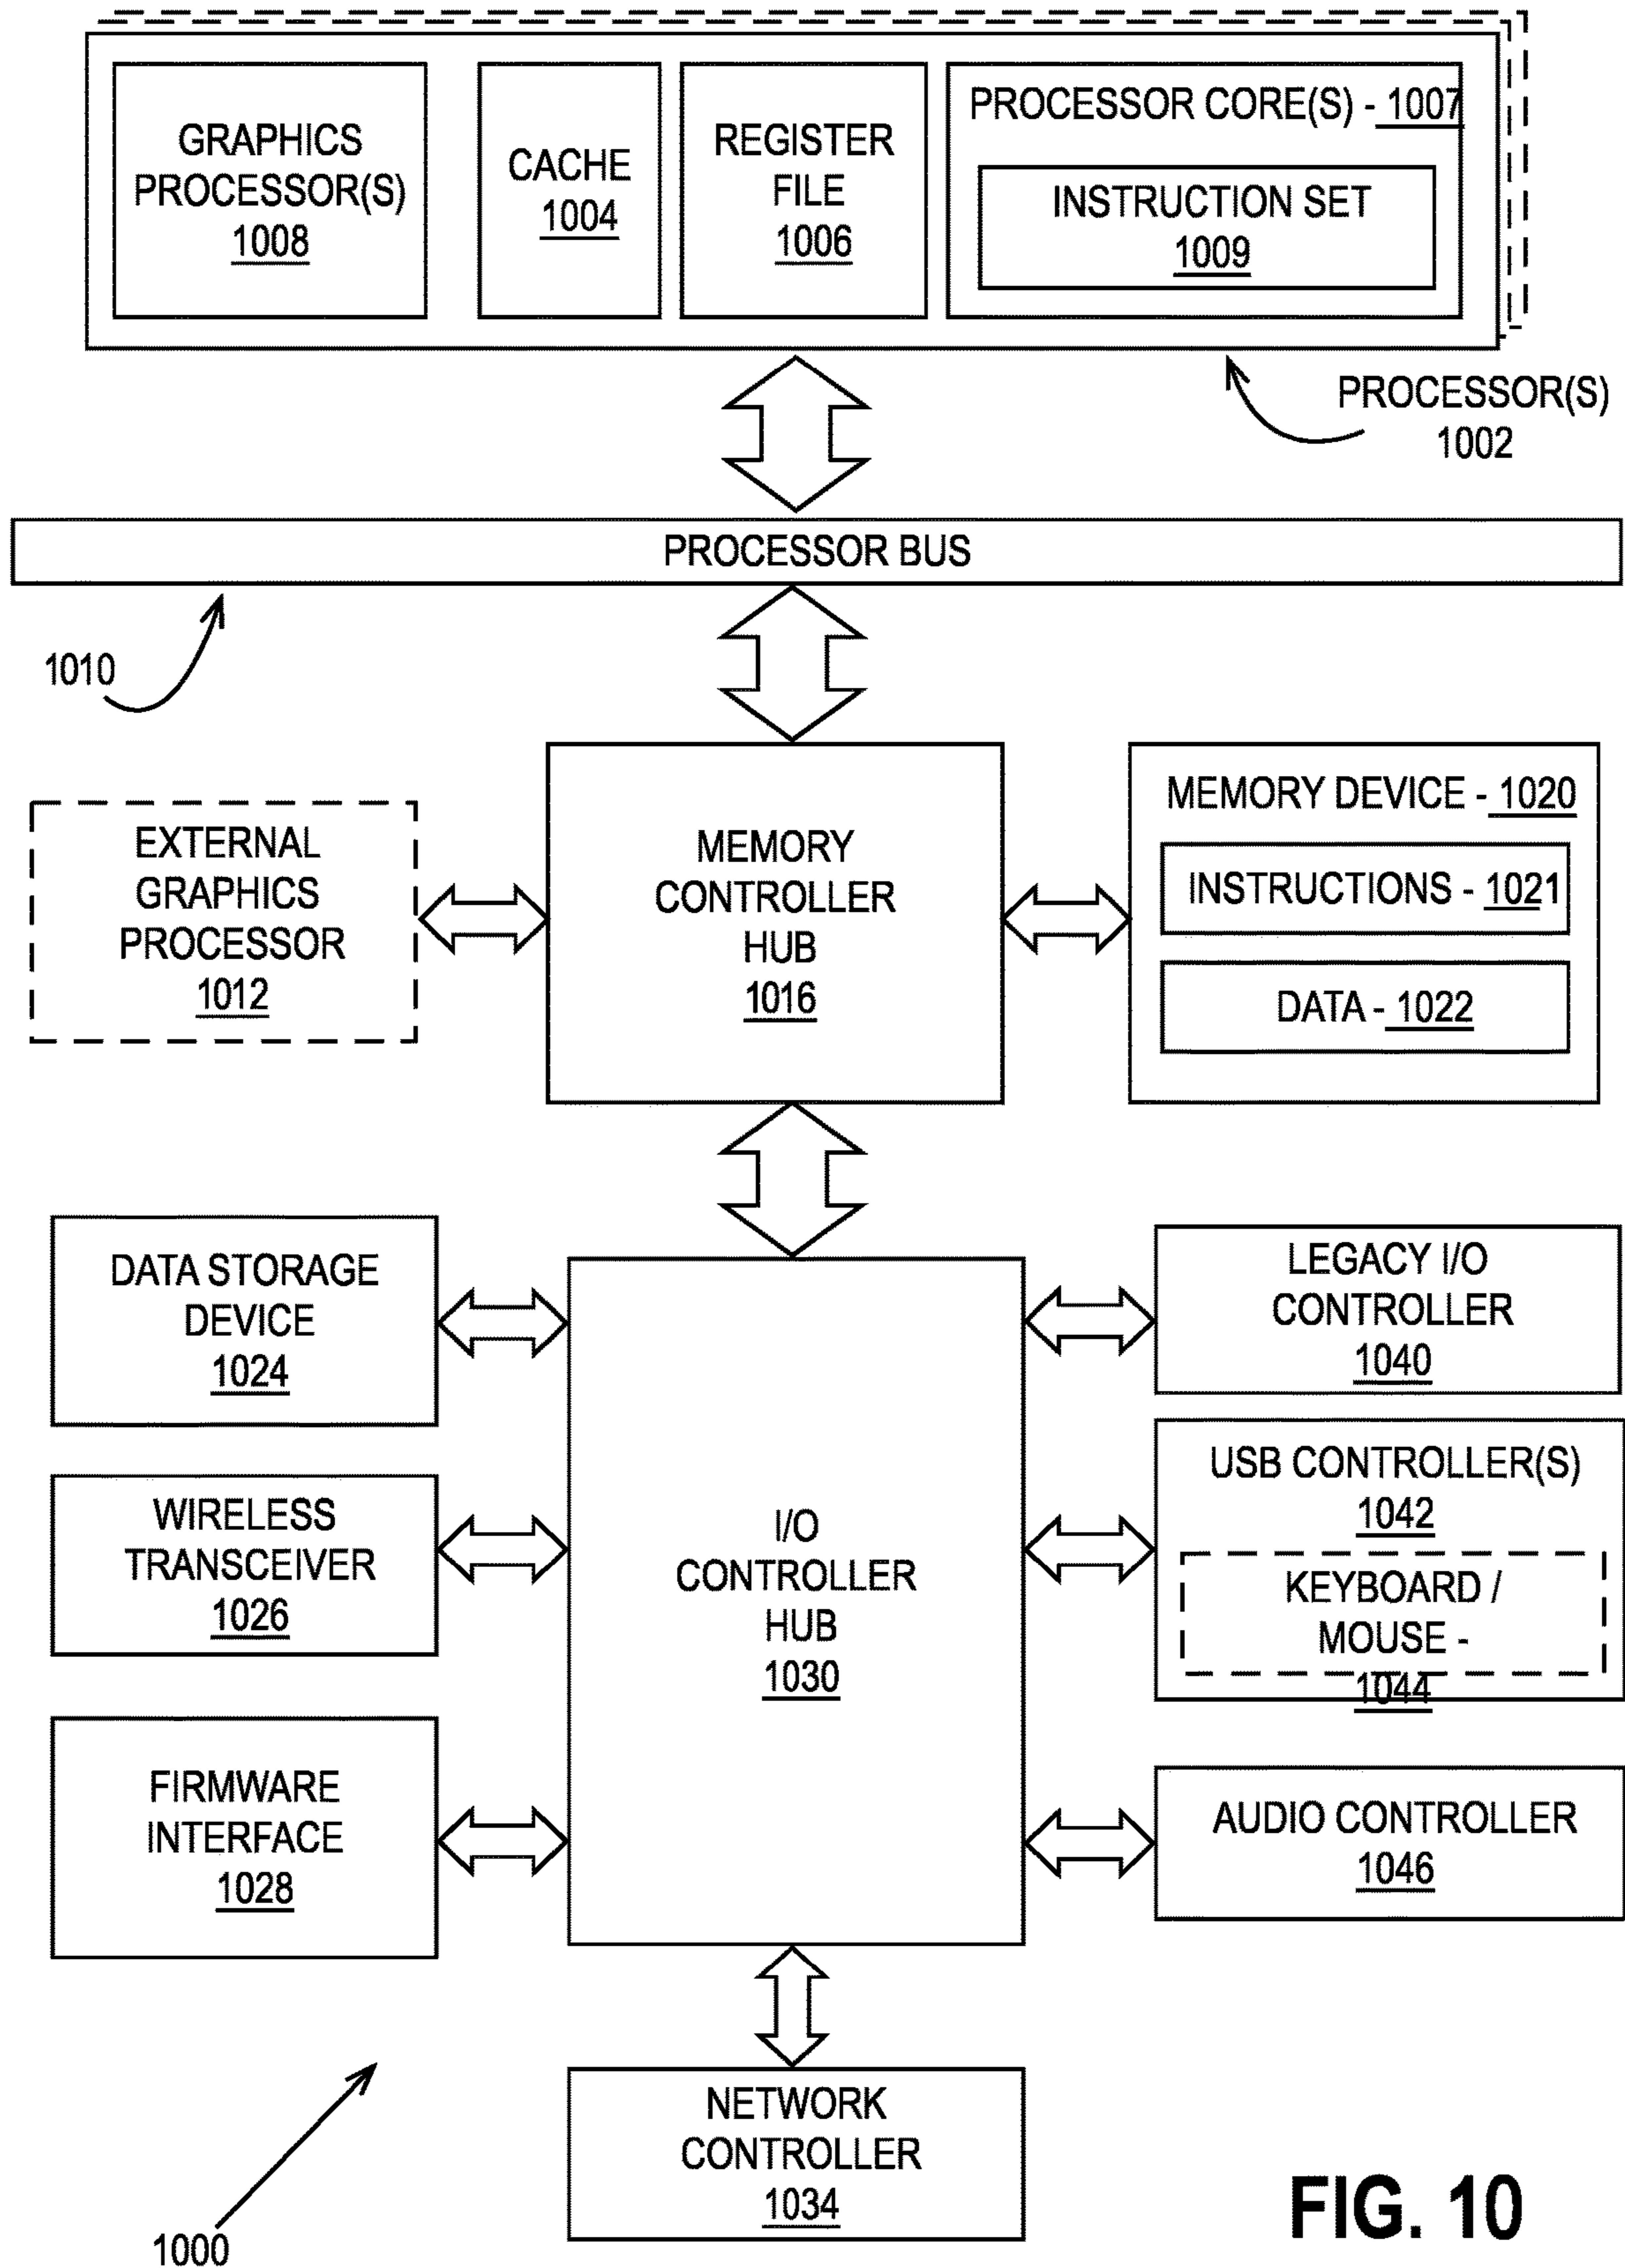 GRAPHICS
PROCESSOR(S)
1008
CACHE
1004
REGISTER
FILE
1006
PROCESSOR CORE(S) - 1007
INSTRUCTION SET
1009
PROCESSOR(S)
1002
PROCESSOR BUS
1010
EXTERNAL
GRAPHICS
PROCESSOR
1012
MEMORY
CONTROLLER
HUB
1016
MEMORY DEVICE - 1020
INSTRUCTIONS - 1021
DATA - 1022
DATA STORAGE
DEVICE
1024
WIRELESS
TRANSCEIVER
1026
FIRMWARE
INTERFACE
1028
I/O
CONTROLLER
HUB
1030
LEGACY I/O
CONTROLLER
1040
USB CONTROLLER(S)
1042
KEYBOARD /
MOUSE -
1044
AUDIO CONTROLLER
1046
NETWORK
CONTROLLER
1034
1000
FIG. 10